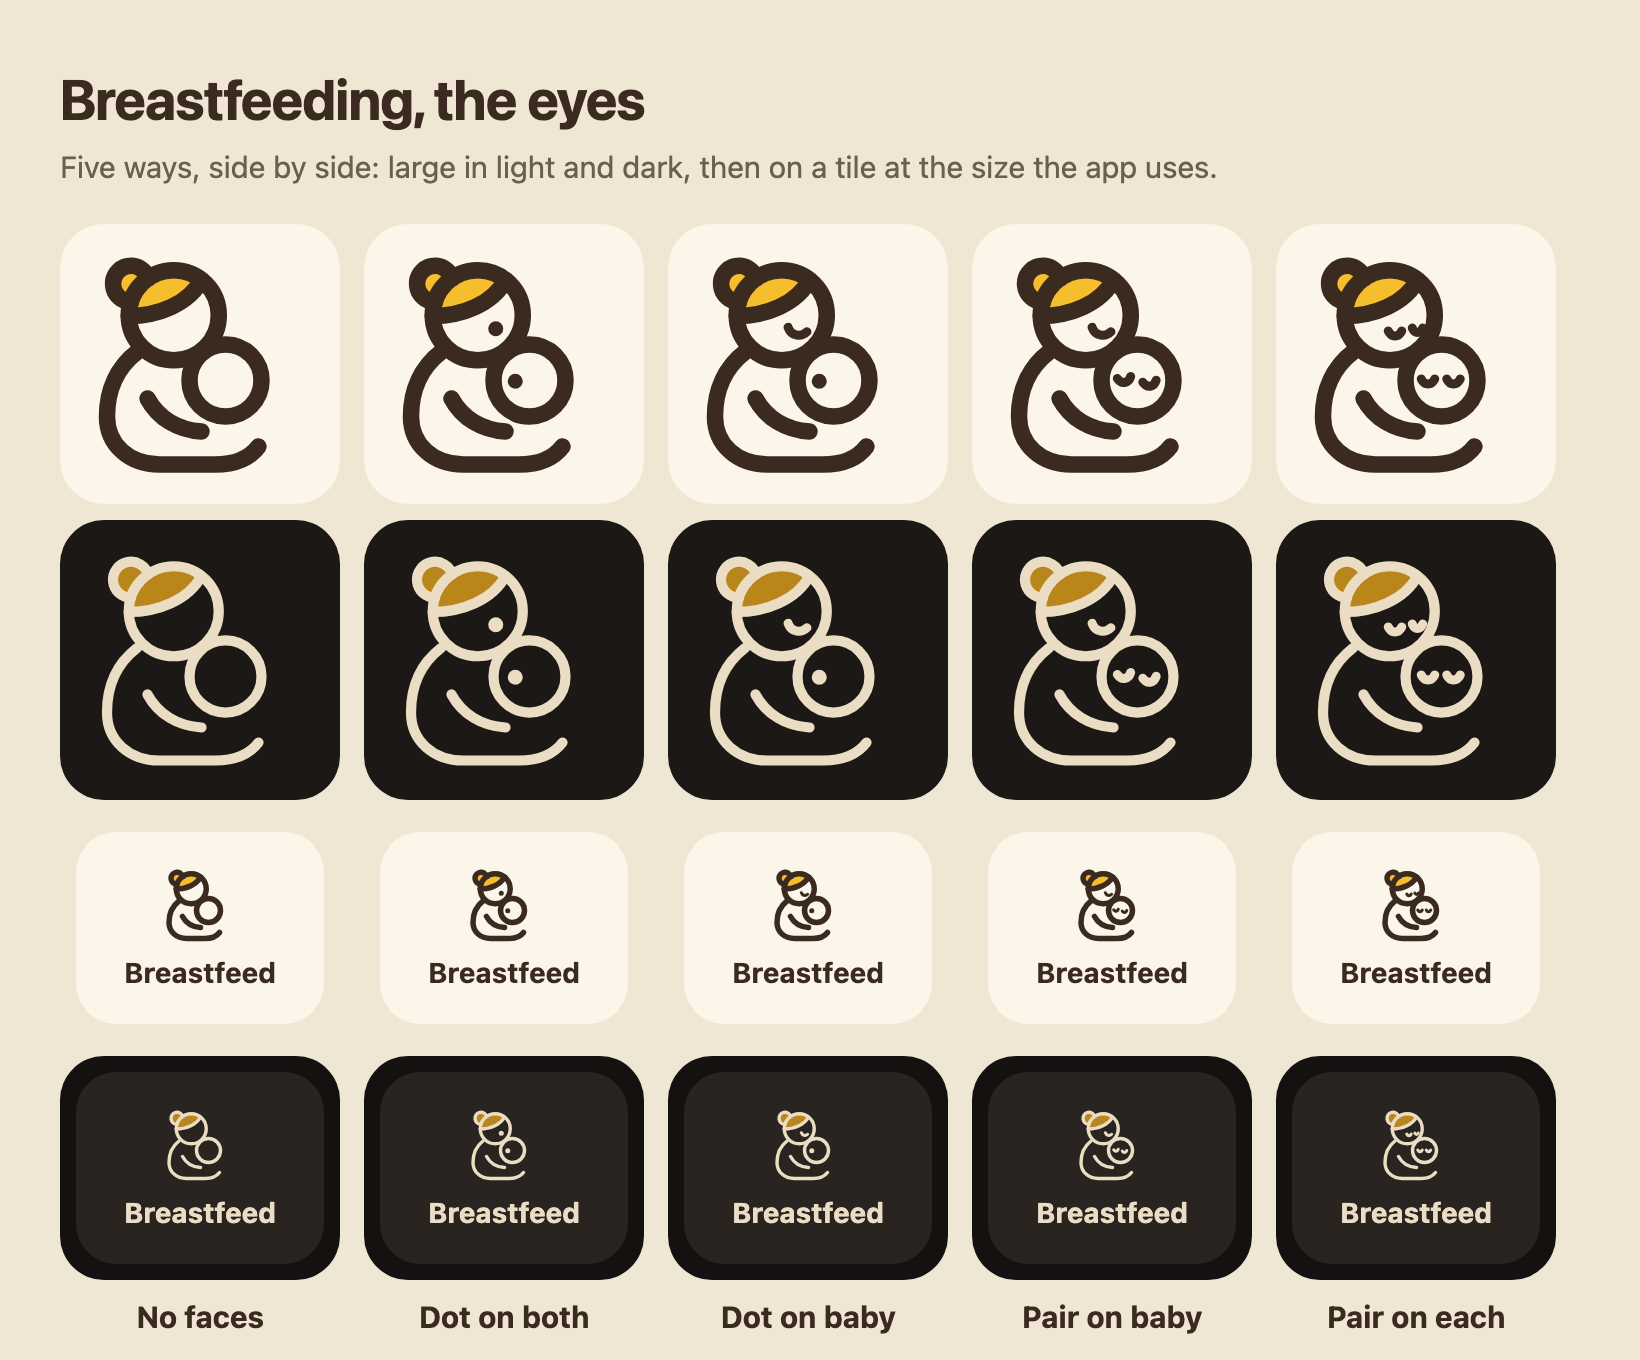 Breastfeeding, the eyes
Five ways, side by side: large in light and dark, then on a tile at the size the app uses.
Breastfeed Breastfeed Breastfeed Breastfeed Breastfeed
Breastfeed Breastfeed Breastfeed Breastfeed Breastfeed
No faces Dot on both Dot on baby Pair on baby Pair on each